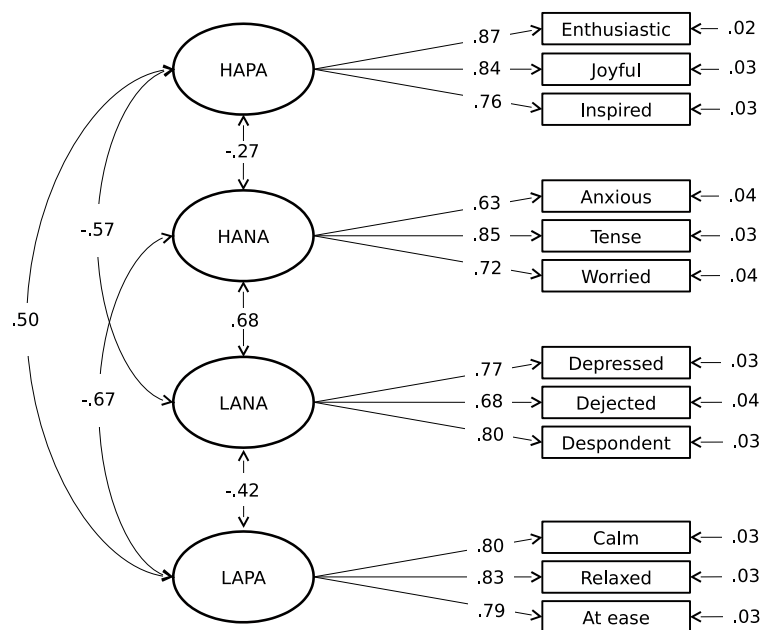 HAPA
.87
Enthusiastic
.02
.84
Joyful
.03
.76
Inspired
.03
-.27
-.57
HANA
.63
Anxious
.04
.85
Tense
.03
.72
Worried
.04
.50
.68
-.67
LANA
.77
Depressed
.03
.68
Dejected
.04
.80
Despondent
.03
-.42
LAPA
.80
Calm
.03
.83
Relaxed
.03
.79
At ease
.03